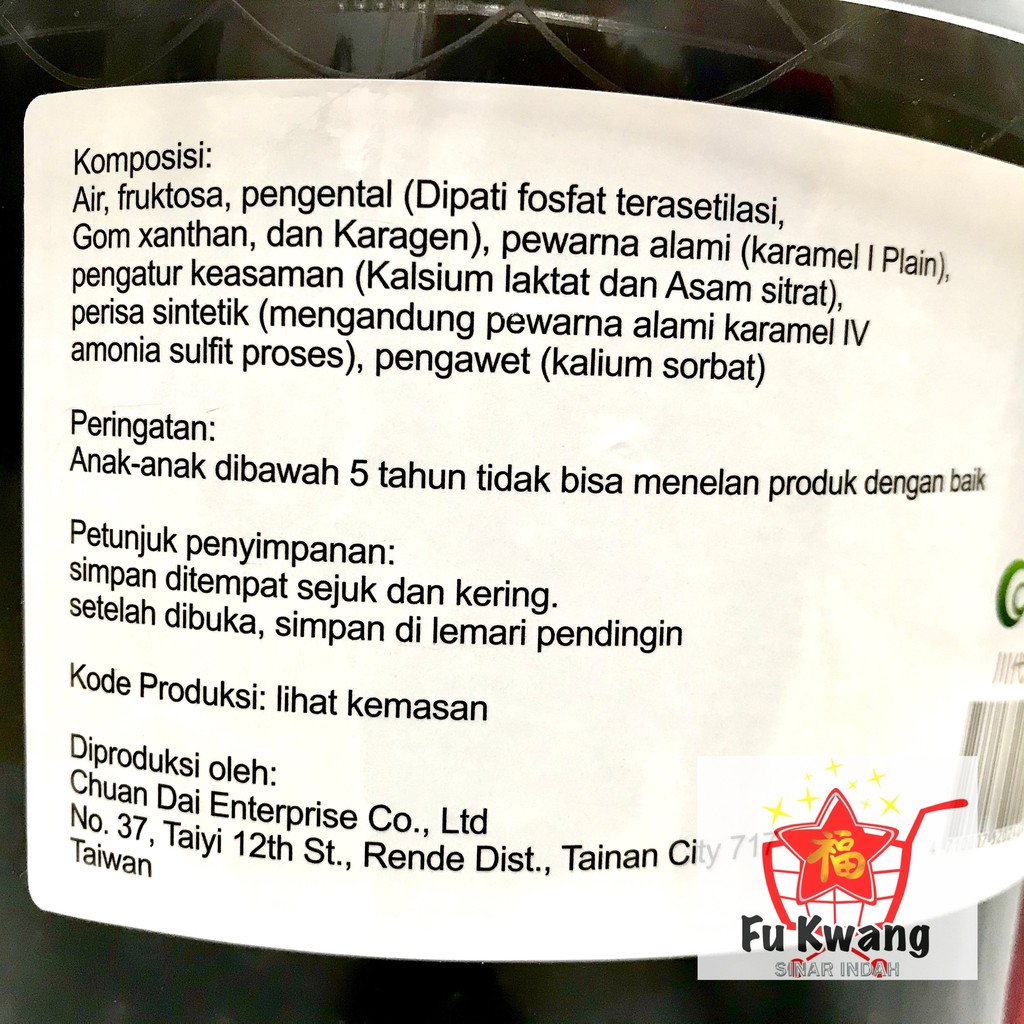 Komposisi:
Air, fruktosa, pengental (Dipati fosfat terasetilasi,
Gom xanthan, dan Karagen), pewarna alami (karamel I Plain),
pengatur keasaman (Kalsium laktat dan Asam sitrat),
perisa sintetik (mengandung pewarna alami karamel IV
amonia sulfit proses), pengawet (kalium sorbat)
Peringatan:
Anak-anak dibawah 5 tahun tidak bisa menelan produk dengan baik
Petunjuk penyimpanan:
simpan ditempat sejuk dan kering.
setelah dibuka, simpan di lemari pendingin
Kode Produksi: lihat kemasan
Diproduksi oleh:
Chuan Dai Enterprise Co., Ltd
No. 37, Taiyi 12th St., Rende Dist., Tainan City 717
Taiwan
福
Fu Kwang
SINAR INDAH